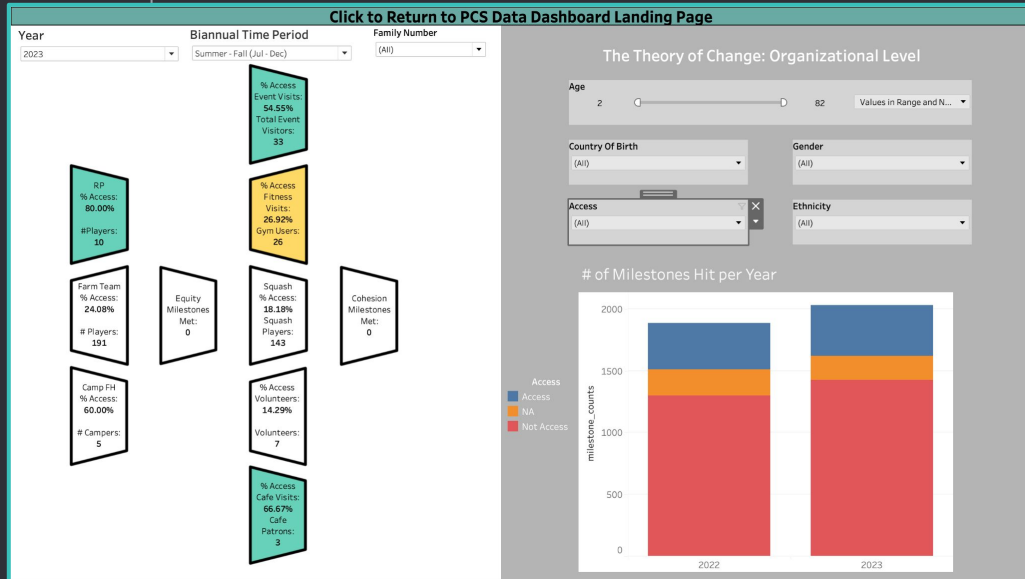 Click to Return to PCS Data Dashboard Landing Page
Year
2023
Biannual Time Period
Summer - Fall (Jul - Dec)
Family Number
(All)
% Access
Event Visits:
54.55%
Total Event
Visitors:
33
RP
% Access:
80.00%
#Players:
10
% Access
Fitness
Visits:
26.92%
Gym Users:
26
Farm Team
% Access:
24.08%
# Players:
191
Equity
Milestones
Met:
0
Squash
% Access:
18.18%
Squash
Players:
143
Cohesion
Milestones
Met:
0
Camp FH
% Access:
60.00%
# Campers:
5
% Access
Volunteers:
14.29%
Volunteers:
7
% Access
Cafe Visits:
66.67%
Cafe
Patrons:
3
The Theory of Change: Organizational Level
Age
2
82
Values in Range and N...
Country Of Birth
(All)
Gender
(All)
Access
(All)
Ethnicity
(All)
# of Milestones Hit per Year
Access
Access
NA
Not Access
milestone_counts
2000
1500
1000
500
0
2022
2023